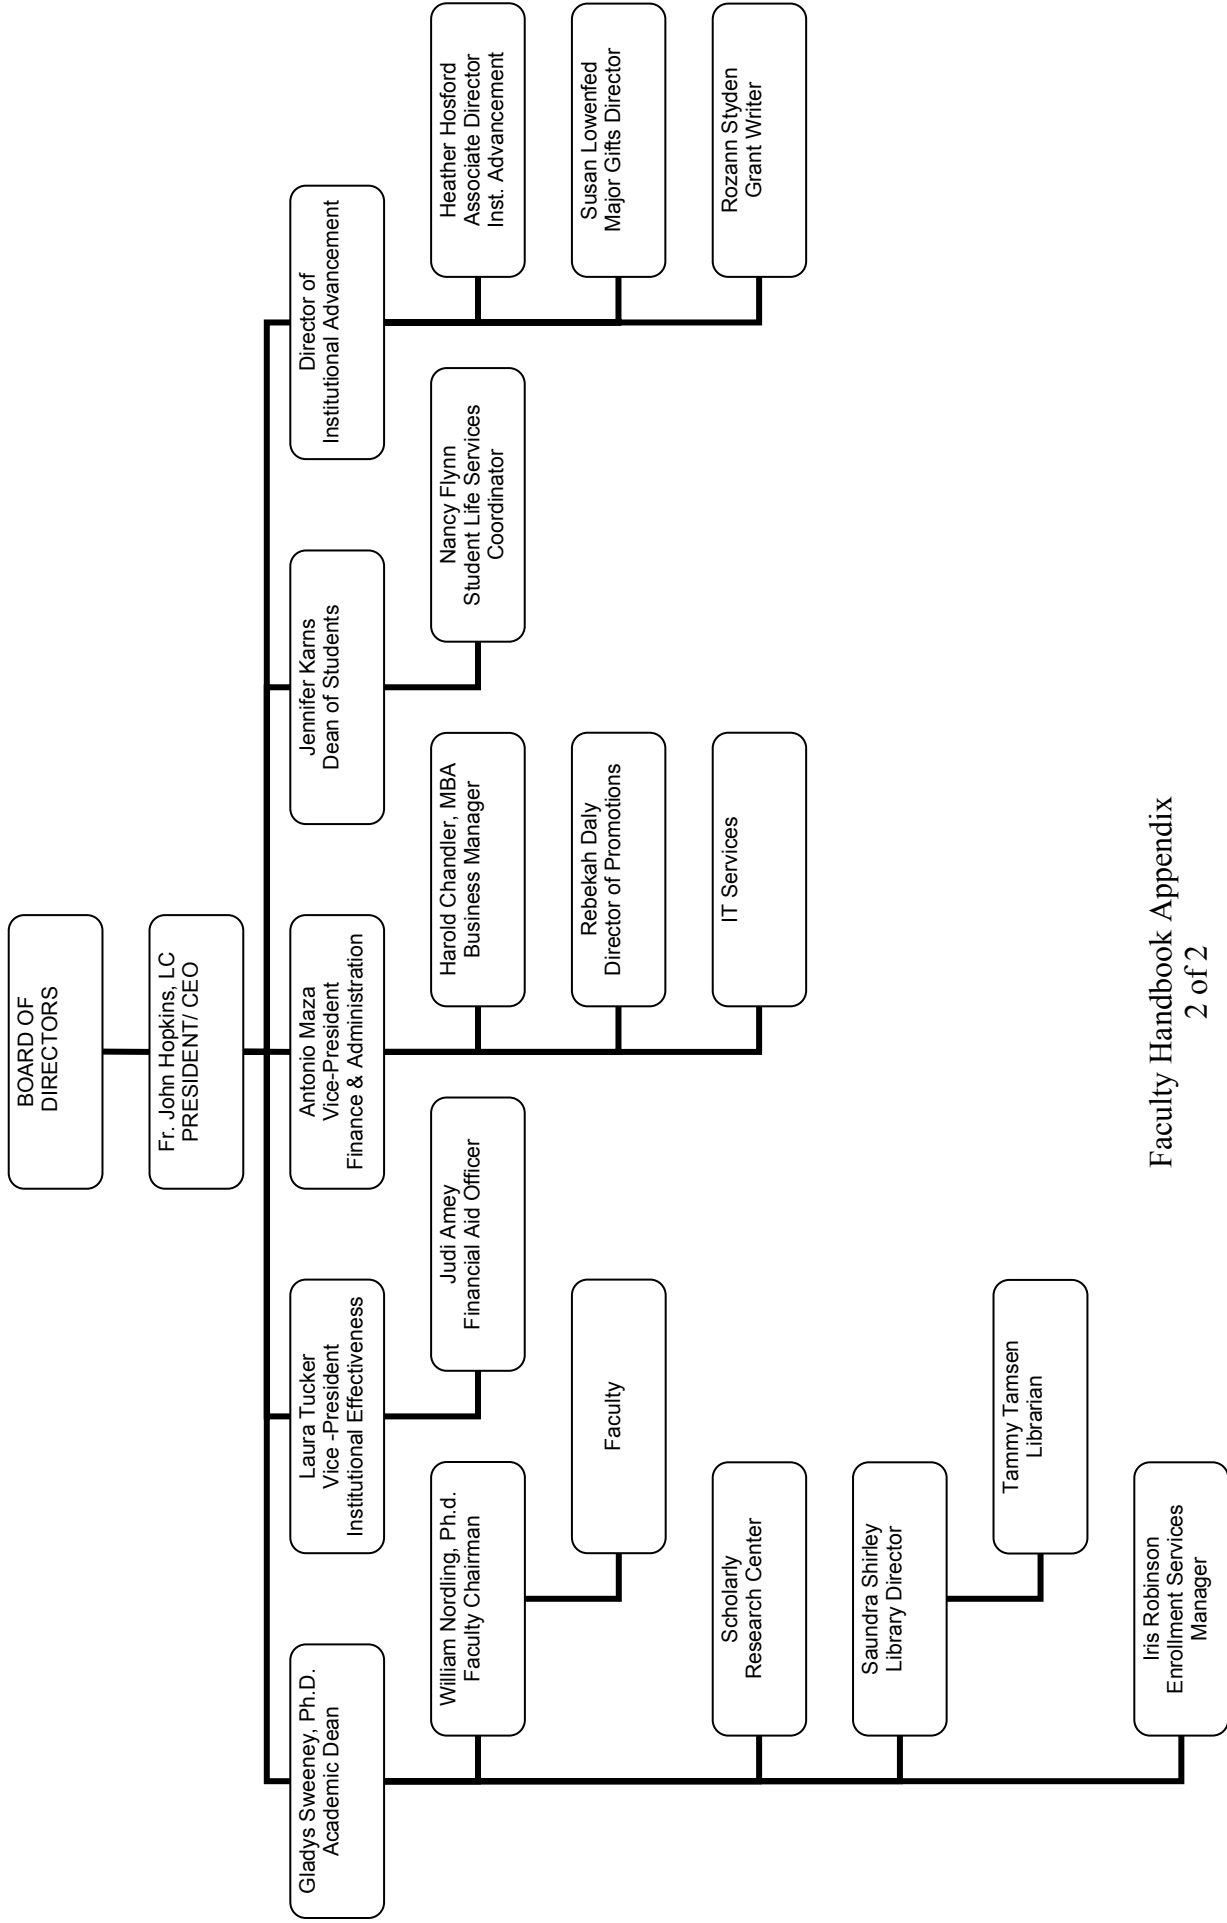 BOARD OF
DIRECTORS
Fr. John Hopkins, LC
PRESIDENT/ CEO
Gladys Sweeney, Ph.D.
Academic Dean
William Nordling, Ph.d.
Faculty Chairman
Faculty
Scholarly
Research Center
Saundra Shirley
Library Director
Tammy Tamsen
Librarian
Iris Robinson
Enrollment Services
Manager
Laura Tucker
Vice -President
Institutional Effectiveness
Judi Amey
Financial Aid Officer
Antonio Maza
Vice-President
Finance & Administration
Harold Chandler, MBA
Business Manager
Rebekah Daly
Director of Promotions
IT Services
Jennifer Karns
Dean of Students
Nancy Flynn
Student Life Services
Coordinator
Director of
Institutional Advancement
Heather Hosford
Associate Director
Inst. Advancement
Susan Lowenfed
Major Gifts Director
Rozann Styden
Grant Writer
Faculty Handbook Appendix
2 of 2